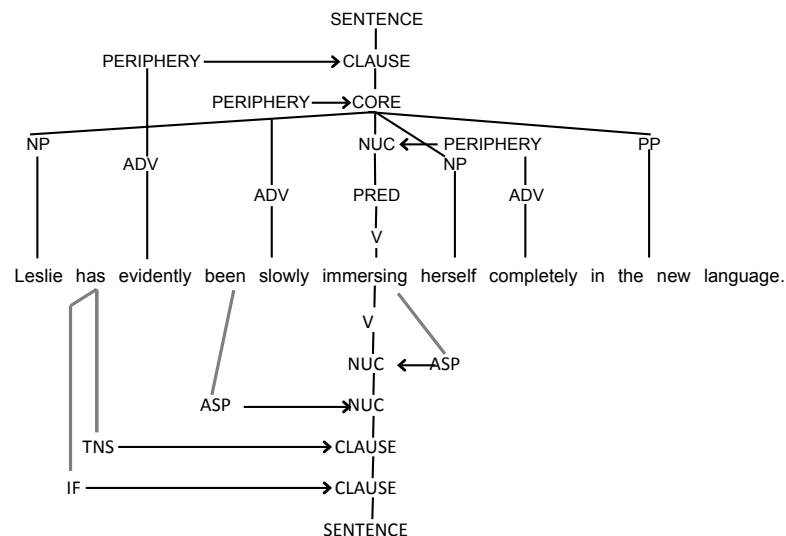 SENTENCE
PERIPHERY CLAUSE
PERIPHERY CORE
NP NUC PERIPHERY PP
ADV NP
ADV PRED ADV
V
Leslie has evidently been slowly immersing herself completely in the new language.
V
NUC ASP
ASP NUC
TNS CLAUSE
IF CLAUSE
SENTENCE